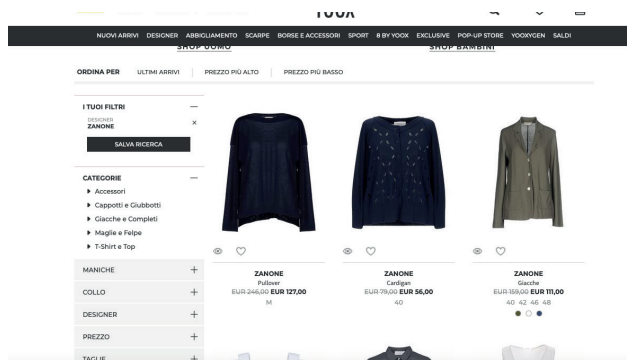 YOOX
NUOVI ARRIVI DESIGNER ABBIGLIAMENTO SCARPE BORSE E ACCESSORI SPORT 8 BY YOOX EXCLUSIVE POP-UP STORE YOOXYGEN SALDI
SHOP UOMO SHOP BAMBINI
ORDINA PER ULTIMI ARRIVI PREZZO PIÙ ALTO PREZZO PIÙ BASSO
I TUOI FILTRI
DESIGNER
ZANONE
SALVA RICERCA
CATEGORIE
Accessori
Cappotti e Giubbotti
Giacche e Completi
Maglie e Felpe
T-Shirt e Top
MANICHE
COLLO
DESIGNER
PREZZO
TAGLIE
ZANONE
Pullover
EUR 246,00 EUR 127,00
M
ZANONE
Cardigan
EUR 79,00 EUR 56,00
40
ZANONE
Giacche
EUR 159,00 EUR 111,00
40 42 46 48